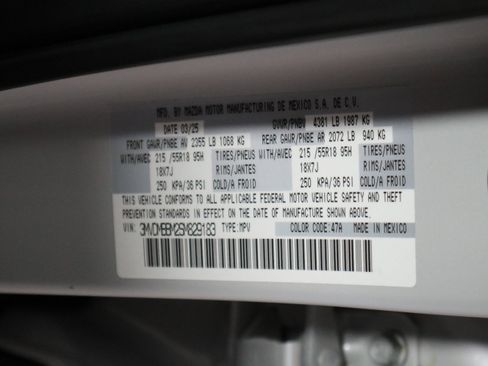 MFG. BY MAZDA MOTOR MANUFACTURING DE MEXICO S.A. DE C.V.
DATE 03/25 GVWR/PNBV 4381 LB 1987 KG
FRONT GAWR/PNBE AV 2355 LB 1068 KG REAR GAWR/PNBE AR 2072 LB 940 KG
WITH/AVEC 215 /55R18 95H TIRES/PNEUS WITH/AVEC 215 /55R18 95H TIRES/PNEUS
18X7J RIMS/JANTES 18X7J RIMS/JANTES
250 KPA/36 PSI COLD/A FROID 250 KPA/36 PSI COLD/A FROID
THIS VEHICLE CONFORMS TO ALL APPLICABLE FEDERAL MOTOR VEHICLE SAFETY AND THEFT
PREVENTION STANDARDS IN EFFECT ON THE DATE OF MANUFACTURE SHOWN ABOVE.
VIN: TYPE: MPV COLOR CODE: 47A MADE IN MEXICO